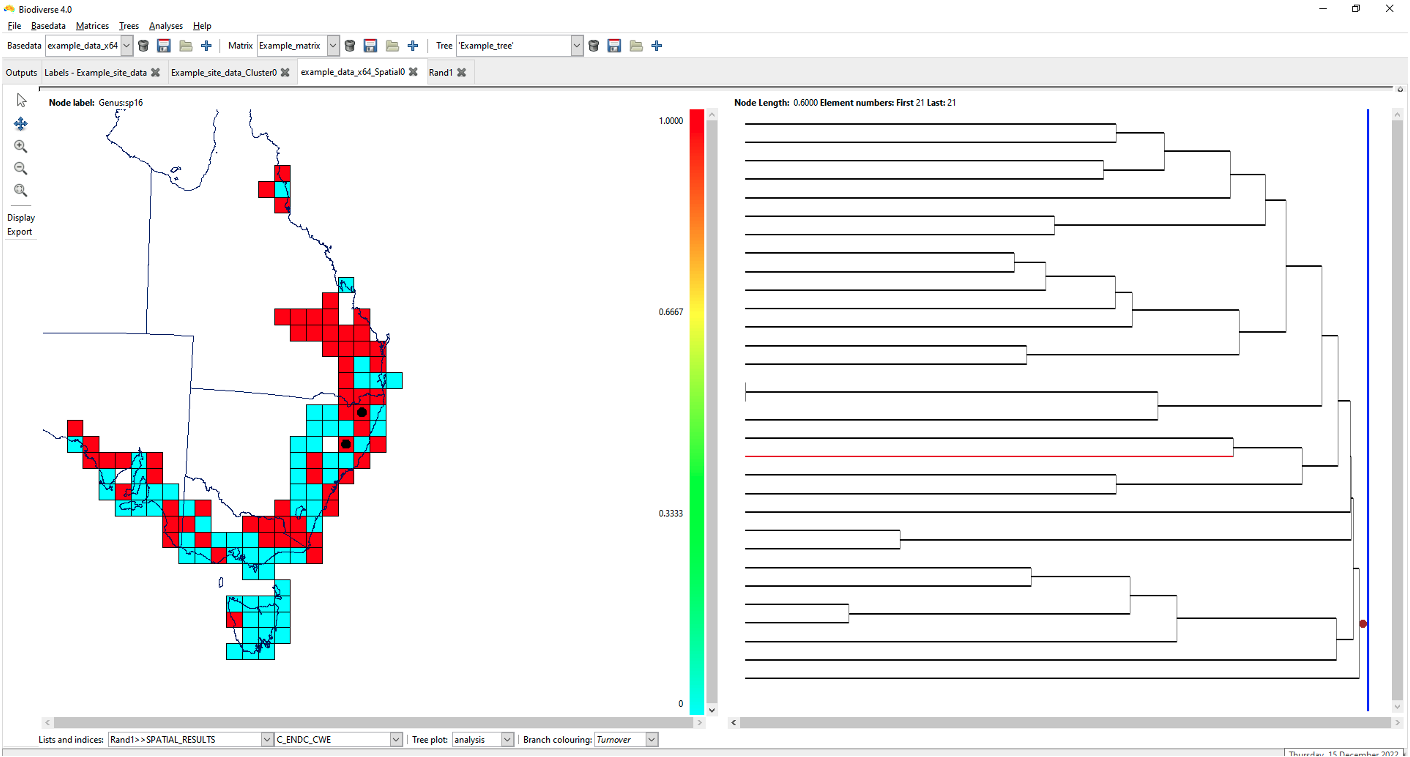 Biodiverse 4.0
File Basedata Matrices Trees Analyses Help
Basedata example_data_x64 Matrix Example_matrix Tree 'Example_tree'
Outputs Labels - Example_site_data Example_site_data_Cluster0 example_data_x64_Spatial0 Rand1
Node label: Genus:sp16
Node Length: 0.6000 Element numbers: First 21 Last: 21
1.0000
Display
Export
0.6667
0.3333
0
Lists and indices: Rand1>>SPATIAL_RESULTS C_ENDC_CWE Tree plot: analysis Branch colouring: Turnover
Thursday, 15 December 2022